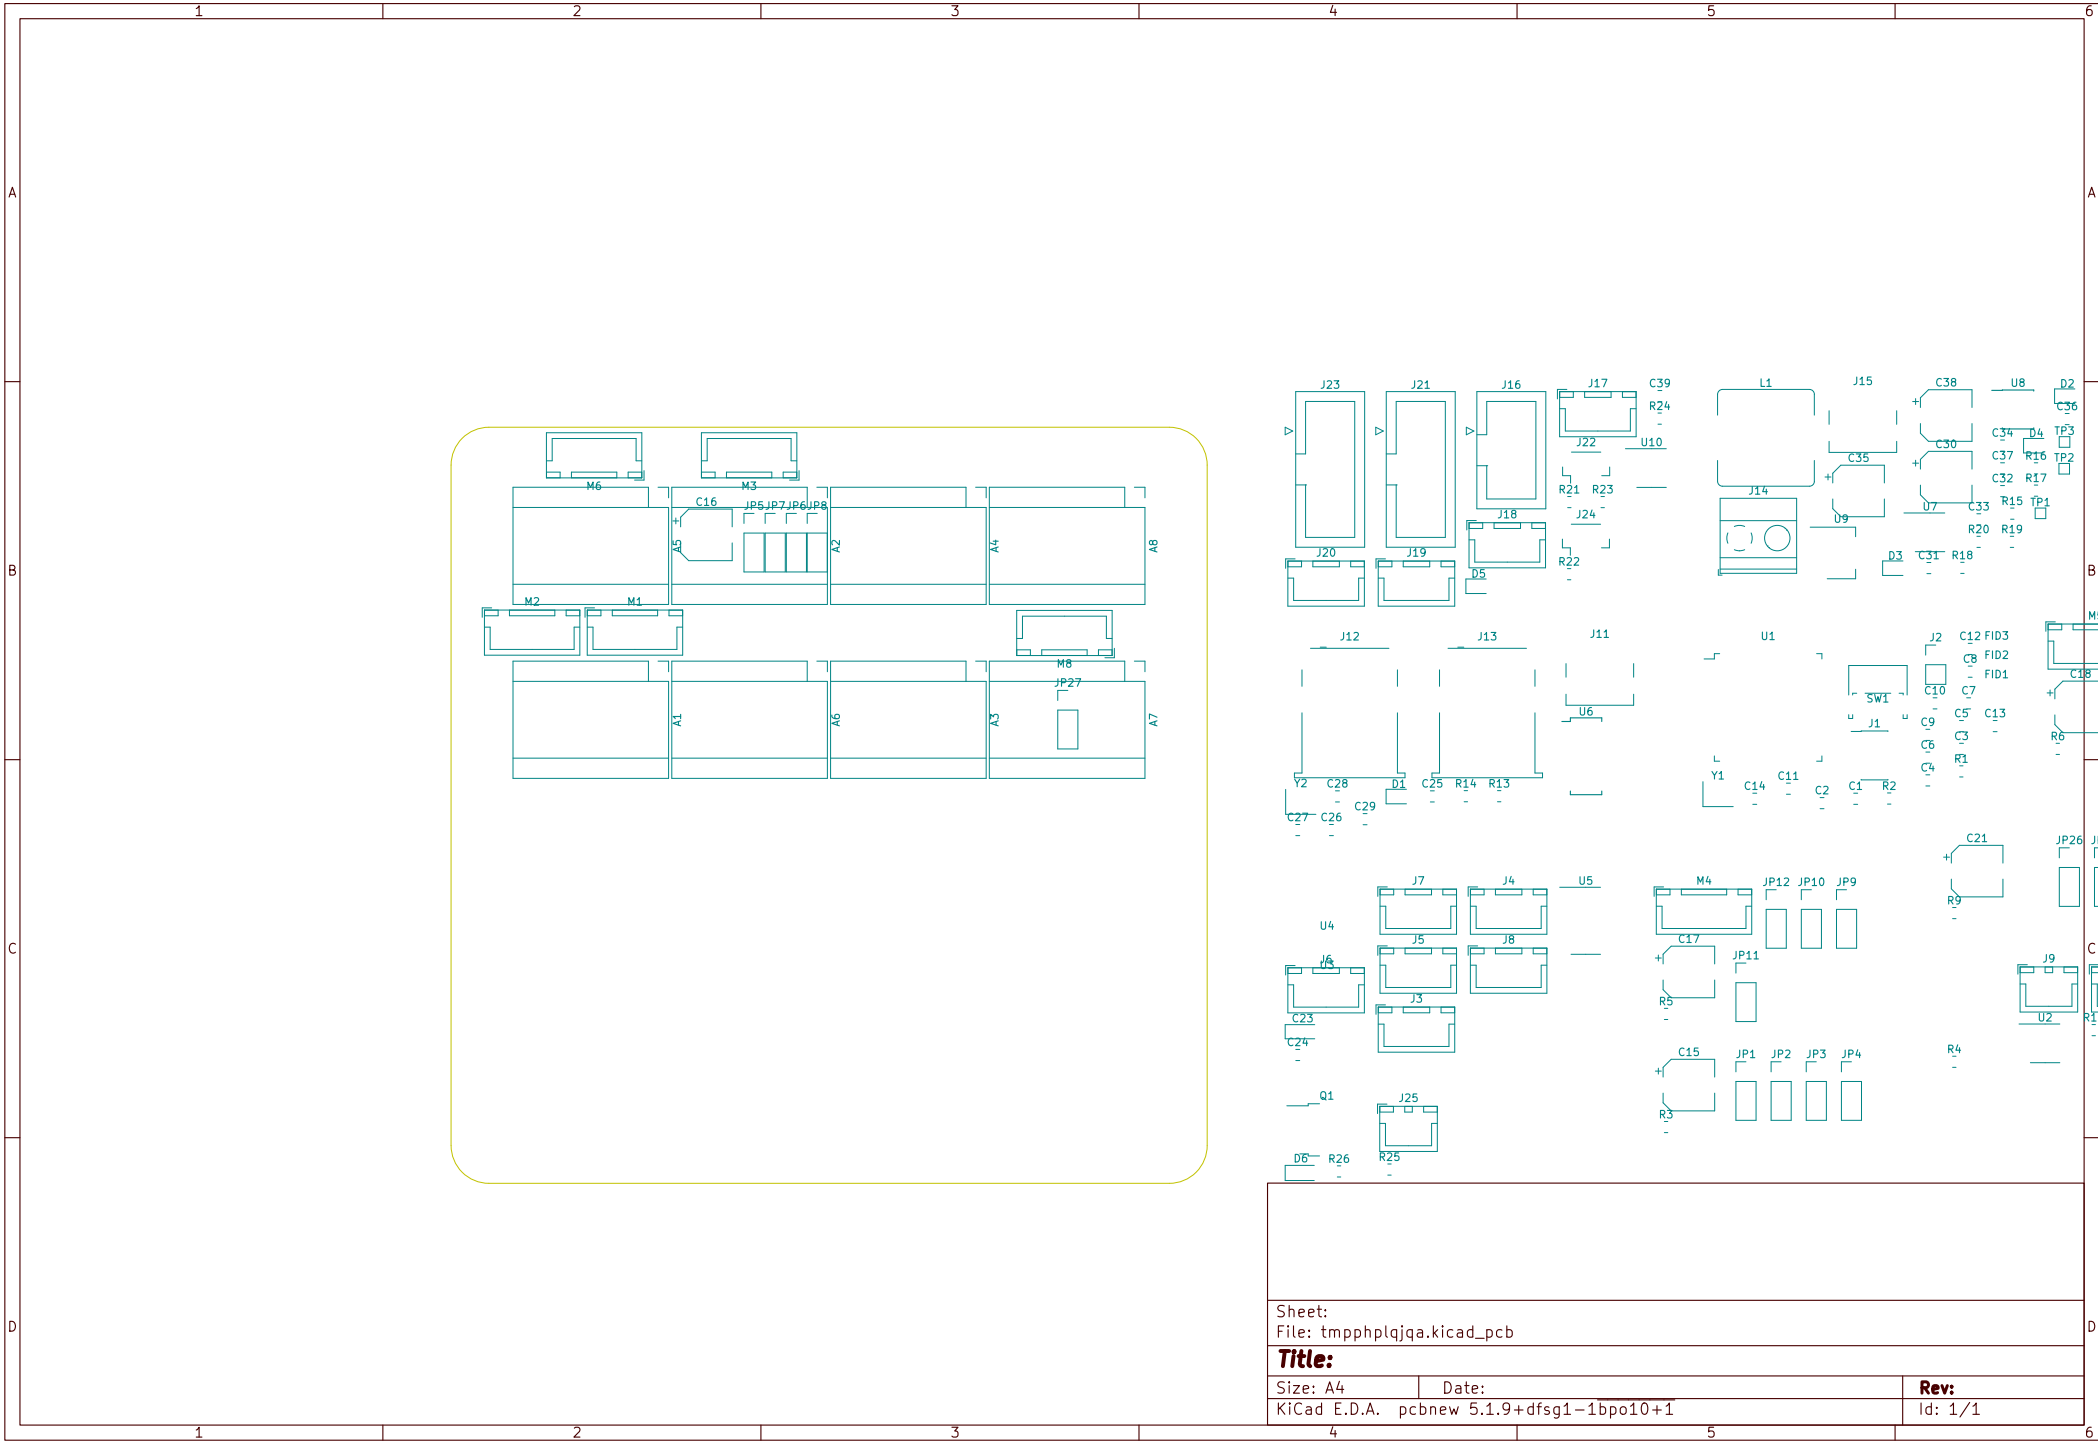 1 2 3 4 5 6
A A
J23 J21 J16 J17 C39 L1 J15 C38 U8 D2
R24 C36
J22 U10 C34 D4 TP3
C30
C35 C37 R16 TP2
M6 M3 R21 R23 J14 C32 R17
C16 JP5 JP7 JP6 JP8 J18 J24 U9 C33 U7 R15 TP1
R20 R19
A5 A2 A4 A8
J20 J19 R22 D3 C31 R18
B D5 B
M2 M1
J12 J13 J11 U1 J2 C12 FID3
C8 FID2
M8 FID1
JP27 C18
U6 SW1 C10 C7
A1 A6 A3 A7 J1 C9 C5 C13
C6 C3 R6
C4 R1
Y2 C28 D1 C25 R14 R13 Y1 C14 C11 C2 C1 R2
C27 C26 C29
C21 JP26
J7 J4 U5 M4 JP12 JP10 JP9
R9
U4
C J5 J8 C17 C
J6 U3 JP11 J9
J3 R5
C23 U2
C24 C15 JP1 JP2 JP3 JP4 R4
Q1 J25
R3
D6 R26 R25
Sheet:
D File: tmpphplqjqa.kicad_pcb D
Title:
Size: A4 Date: Rev:
KiCad E.D.A. pcbnew 5.1.9+dfsg1-1bpo10+1 Id: 1/1
1 2 3 4 5 6